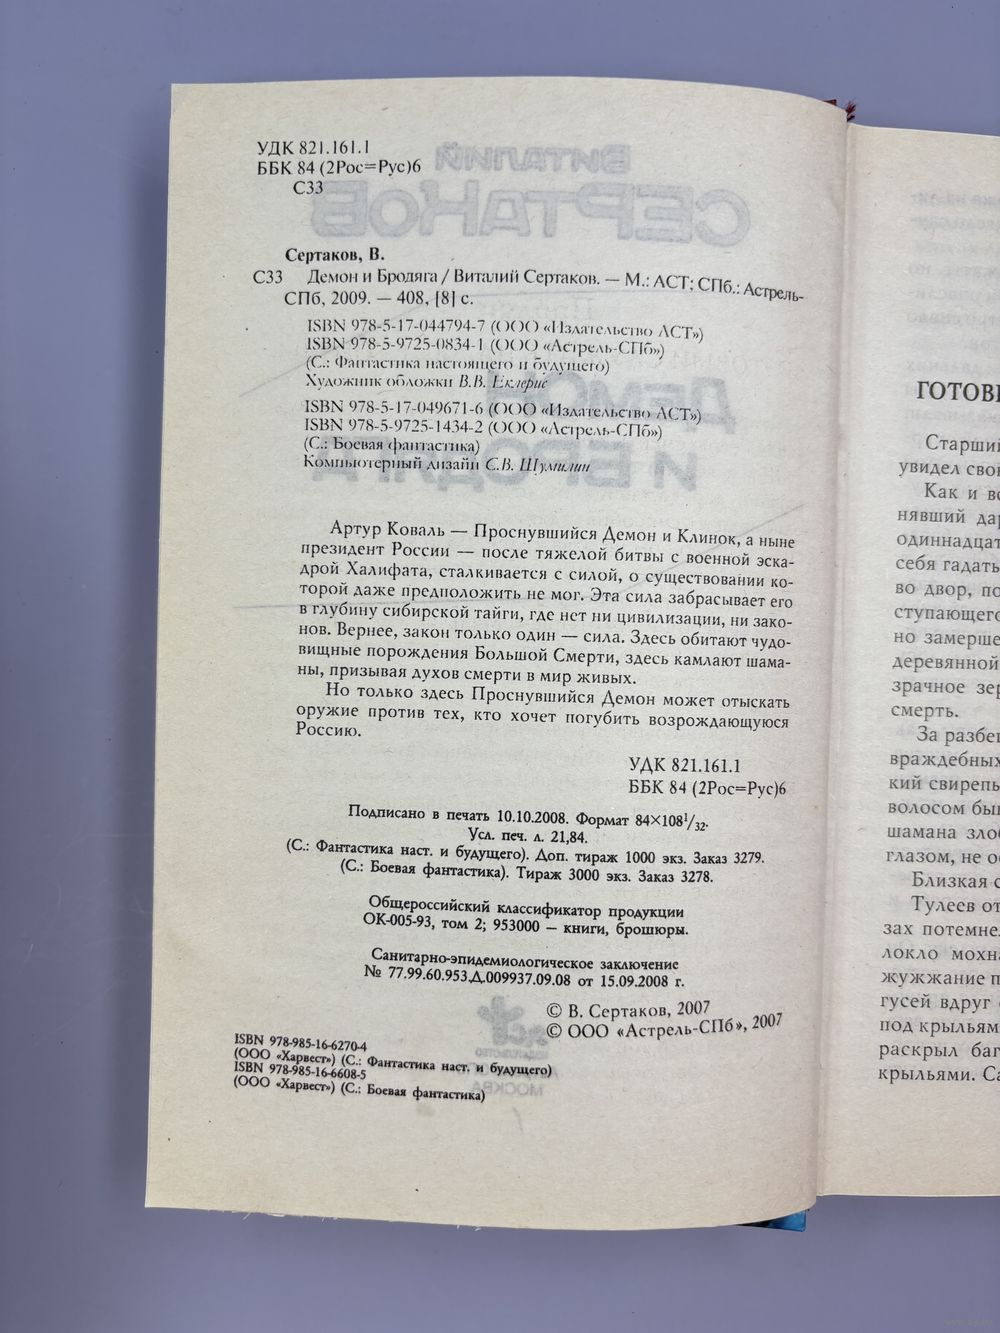 УДК 821.161.1
ББК 84 (2Рос=Рус)6
С33
Сертаков, В.
С33 Демон и Бродяга / Виталий Сертаков. — М.: АСТ; СПб.: Астрель-
СПб, 2009. — 408, [8] с.
ISBN 978-5-17-044794-7 (ООО «Издательство АСТ»)
ISBN 978-5-9725-0834-1 (ООО «Астрель-СПб»)
(С.: Фантастика настоящего и будущего)
Художник обложки В.В. Еклерис
ISBN 978-5-17-049671-6 (ООО «Издательство АСТ»)
ISBN 978-5-9725-1434-2 (ООО «Астрель-СПб»)
(С.: Боевая фантастика)
Компьютерный дизайн С.В. Шумилин
Артур Коваль — Проснувшийся Демон и Клинок, а ныне
президент России — после тяжелой битвы с военной эска-
дрой Халифата, сталкивается с силой, о существовании ко-
торой даже предположить не мог. Эта сила забрасывает его
в глубину сибирской тайги, где нет ни цивилизации, ни зако-
нов. Вернее, закон только один — сила. Здесь обитают чудо-
вищные порождения Большой Смерти, здесь камлают шама-
ны, призывая духов смерти в мир живых.
Но только здесь Проснувшийся Демон может отыскать
оружие против тех, кто хочет погубить возрождающуюся
Россию.
УДК 821.161.1
ББК 84 (2Рос=Рус)6
Подписано в печать 10.10.2008. Формат 84×108 1/32.
Усл. печ. л. 21,84.
(С.: Фантастика наст. и будущего). Доп. тираж 1000 экз. Заказ 3279.
(С.: Боевая фантастика). Тираж 3000 экз. Заказ 3278.
Общероссийский классификатор продукции
ОК-005-93, том 2; 953000 — книги, брошюры.
Санитарно-эпидемиологическое заключение
№ 77.99.60.953.Д.009937.09.08 от 15.09.2008 г.
© В. Сертаков, 2007
© ООО «Астрель-СПб», 2007
ISBN 978-985-16-6270-4
(ООО «Харвест») (С.: Фантастика наст. и будущего)
ISBN 978-985-16-6608-5
(ООО «Харвест») (С.: Боевая фантастика)
ГОТОВ
Старший
увидел свои
Как и во
нявший дар
одиннадцат
себя гадать
во двор, по
ступающего
но замерше
деревянной
зрачное зер
смерть.
За разбе
враждебных
кий свирепы
волосом бы
шамана злоб
глазом, не о
Близкая с
Тулеев от
зах потемне
локло мохна
жужжание п
гусей вдруг
под крыльям
раскрыл баг
крыльями. Са